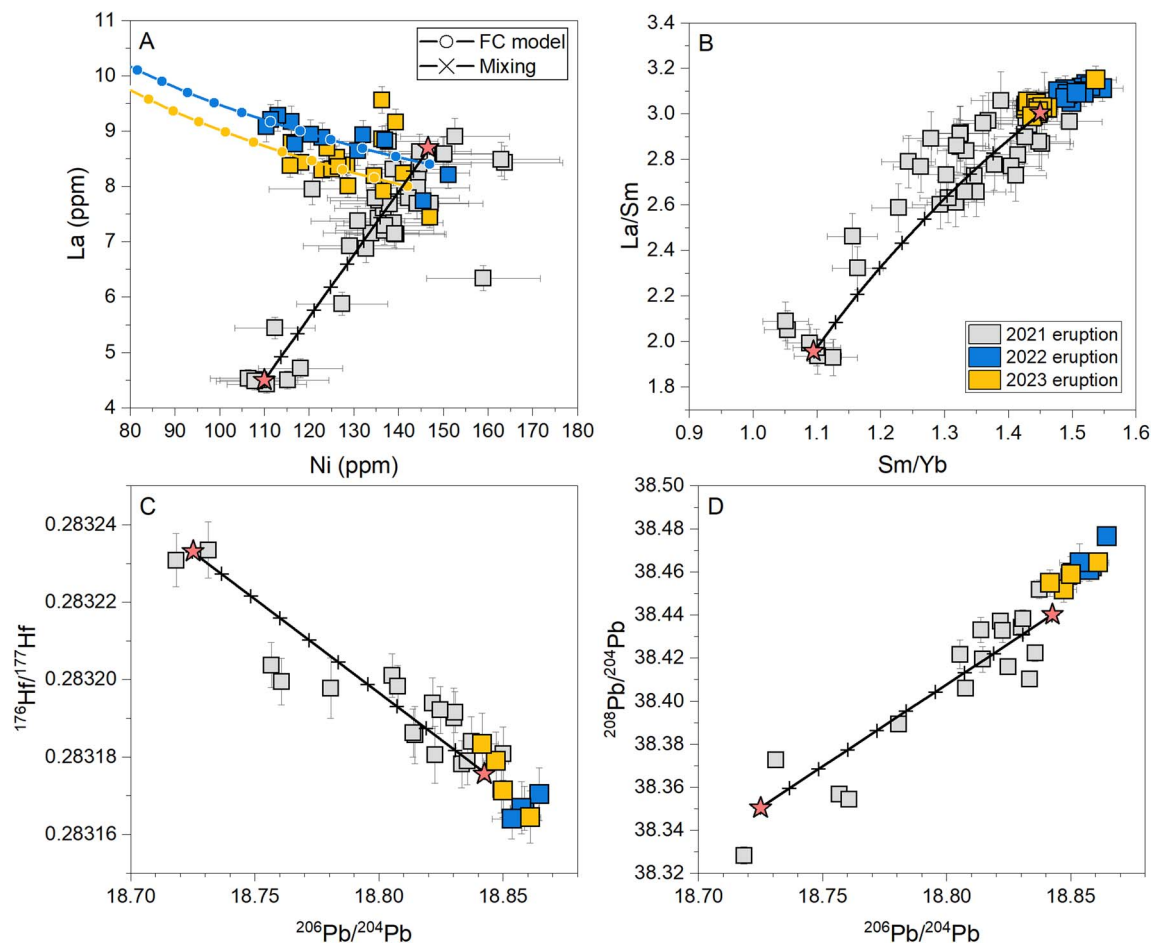 A
FC model
Mixing
La (ppm)
11
10
9
8
7
6
5
4
80 90 100 110 120 130 140 150 160 170 180
Ni (ppm)
B
La/Sm
3.4
3.2
3.0
2.8
2.6
2.4
2.2
2.0
1.8
2021 eruption
2022 eruption
2023 eruption
0.9 1.0 1.1 1.2 1.3 1.4 1.5 1.6
Sm/Yb
C
176Hf/177Hf
0.28324
0.28322
0.28320
0.28318
0.28316
18.70 18.75 18.80 18.85
206Pb/204Pb
D
208Pb/204Pb
38.50
38.48
38.46
38.44
38.42
38.40
38.38
38.36
38.34
38.32
18.70 18.75 18.80 18.85
206Pb/204Pb